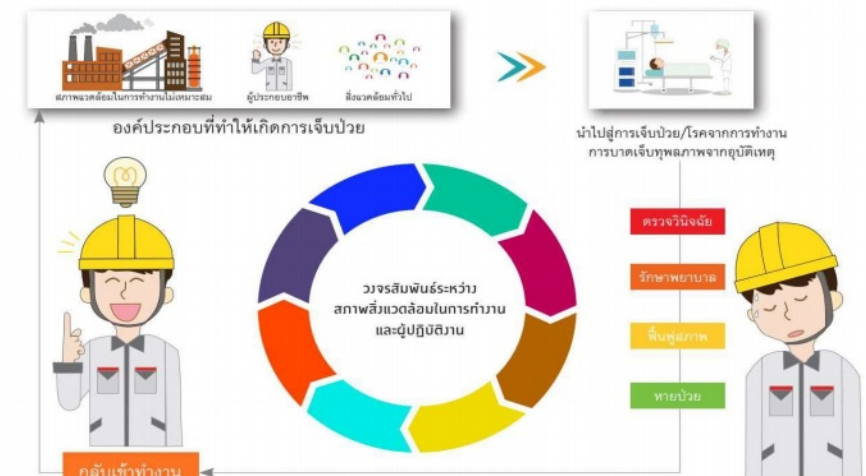 สภาพแวดล้อมในการทำงานไม่เหมาะสม
ผู้ประกอบอาชีพ
สิ่งแวดล้อมทั่วไป
องค์ประกอบที่ทำให้เกิดการเจ็บป่วย
นำไปสู่การเจ็บป่วย/โรคจากการทำงาน
การบาดเจ็บทุพลภาพจากอุบัติเหตุ
ตรวจวินิจฉัย
รักษาพยาบาล
ฟื้นฟูสภาพ
หายป่วย
วงจรสัมพันธ์ระหว่าง
สภาพสิ่งแวดล้อมในการทำงาน
และผู้ปฏิบัติงาน
กลับเข้าทำงาน